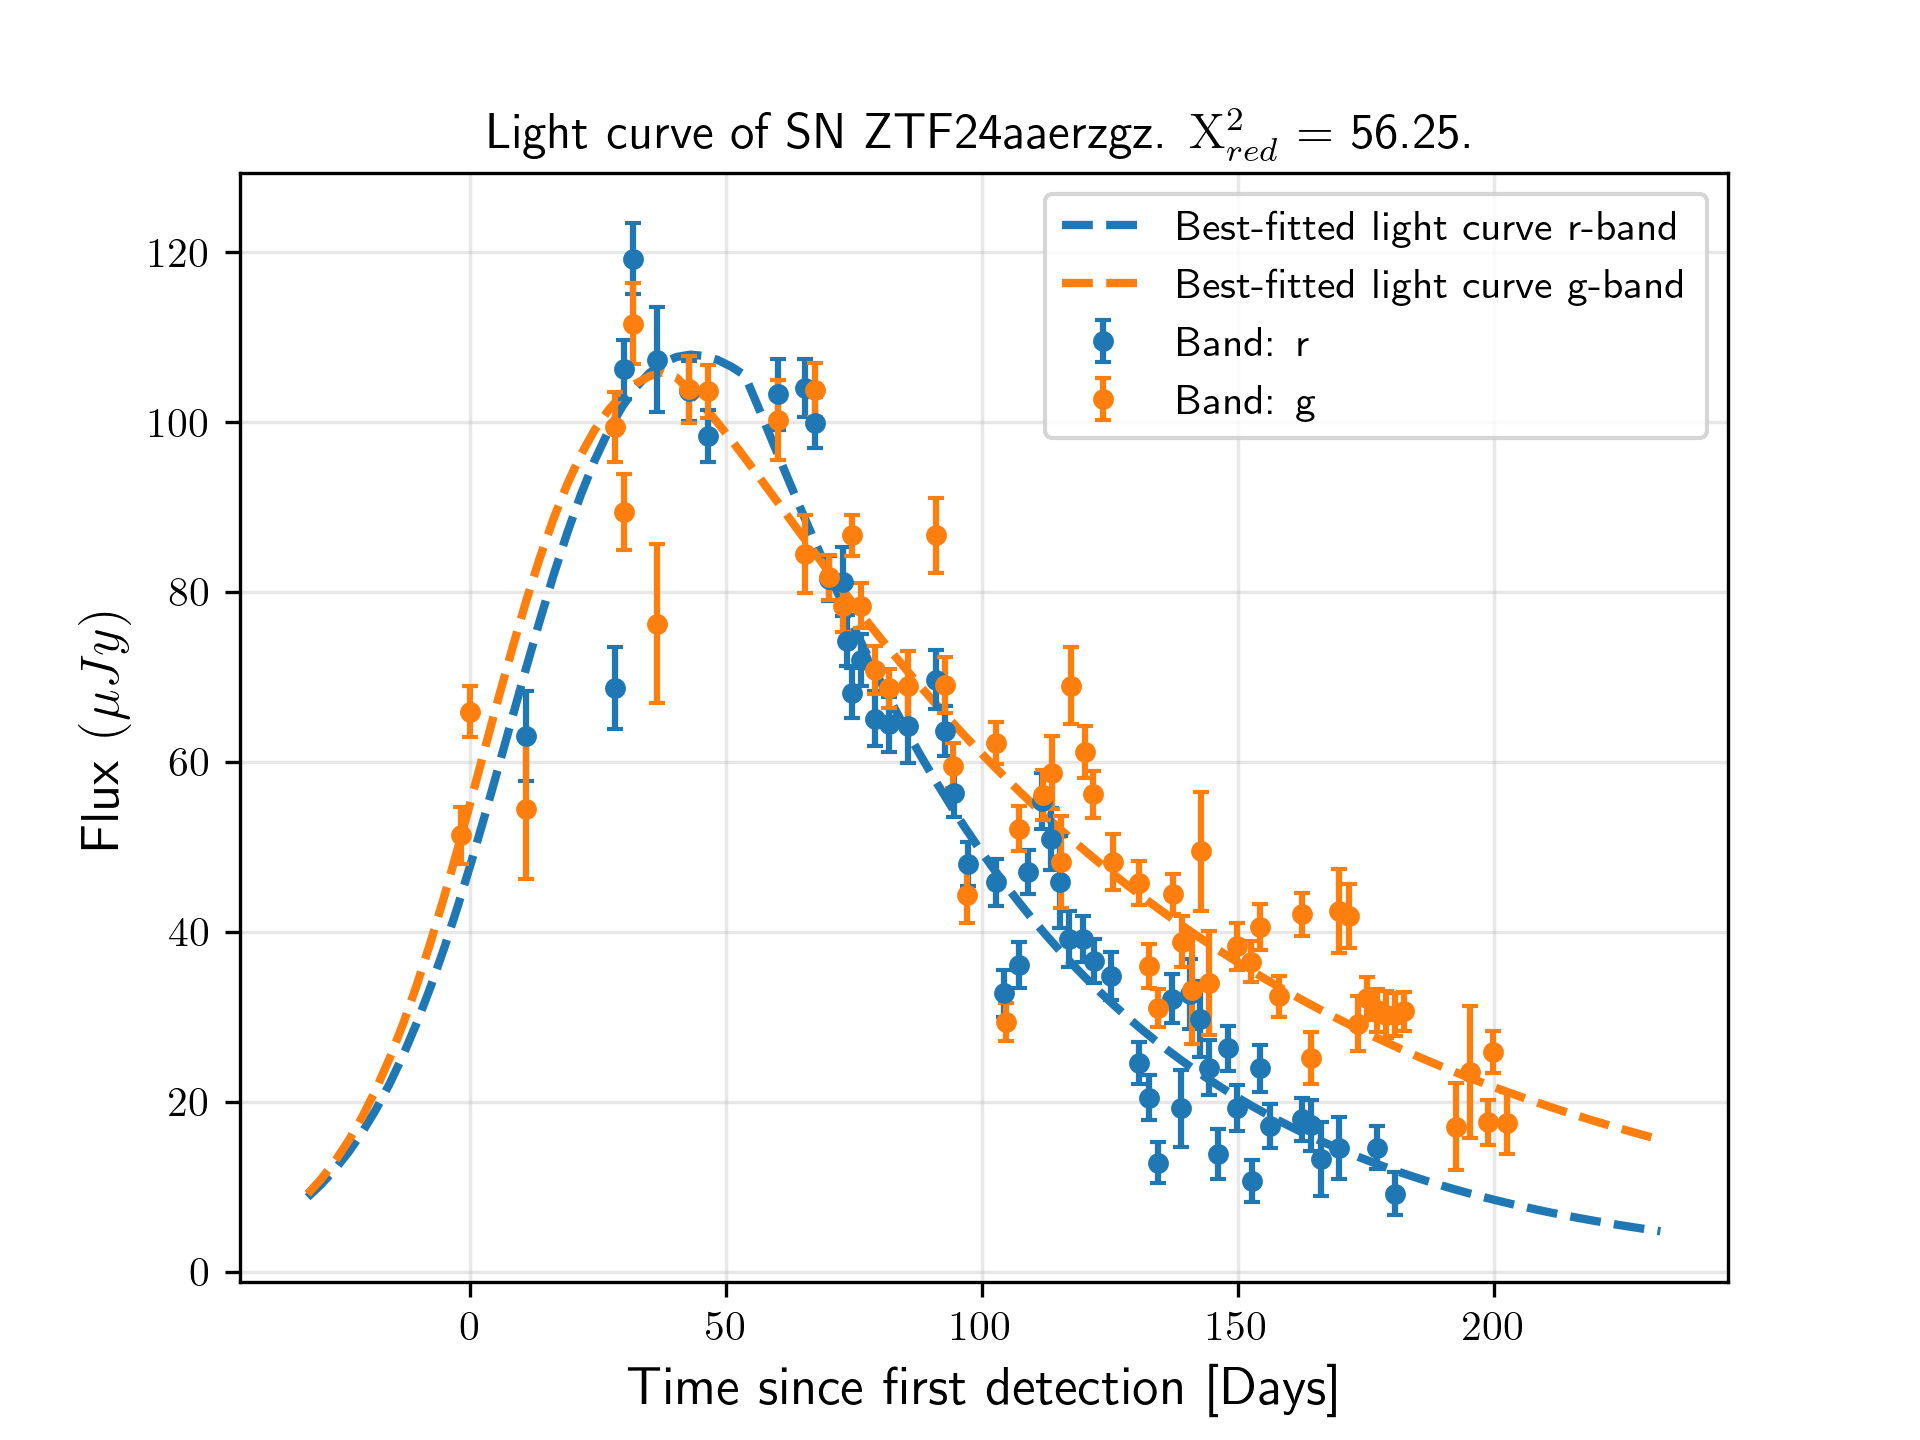 Light curve of SN ZTF24aaerzgz. X²_red = 56.25.
Best-fitted light curve r-band
Best-fitted light curve g-band
Band: r
Band: g
120
100
80
60
40
20
0
Flux (μJy)
0 50 100 150 200
Time since first detection [Days]